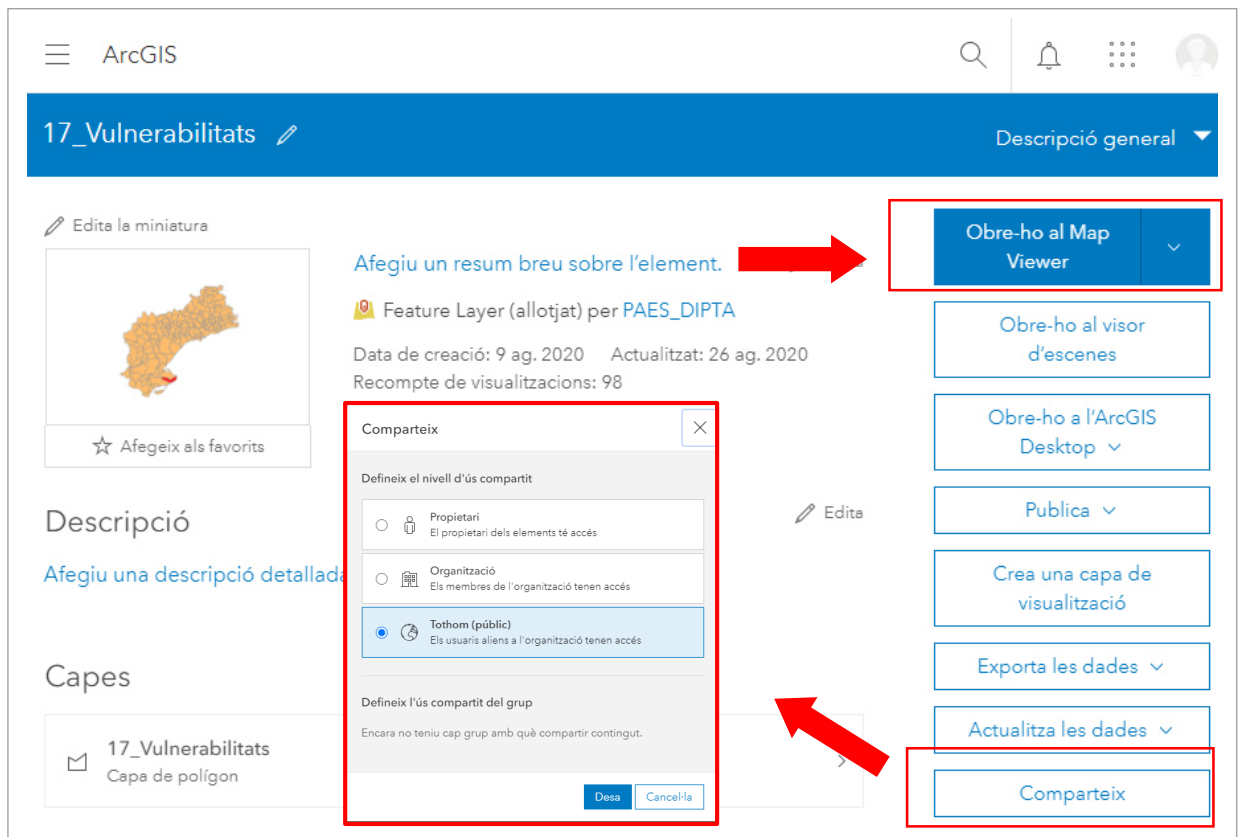 ArcGIS
17_Vulnerabilitats
Descripció general
Edita la miniatura
Afegeix als favorits
Afegiu un resum breu sobre l'element.
Feature Layer (allotjat) per PAES_DIPTA
Data de creació: 9 ag. 2020 Actualitzat: 26 ag. 2020
Recompte de visualitzacions: 98
Descripció
Edita
Afegiu una descripció detallada
Capes
17_Vulnerabilitats
Capa de polígon
Comparteix
Defineix el nivell d'ús compartit
Propietari
El propietari dels elements té accés
Organització
Els membres de l'organització tenen accés
Tothom (públic)
Els usuaris aliens a l'organització tenen accés
Defineix l'ús compartit del grup
Encara no teniu cap grup amb què compartir contingut.
Desa
Cancel·la
Obre-ho al Map
Viewer
Obre-ho al visor
d'escenes
Obre-ho a l'ArcGIS
Desktop
Publica
Crea una capa de
visualització
Exporta les dades
Actualitza les dades
Comparteix